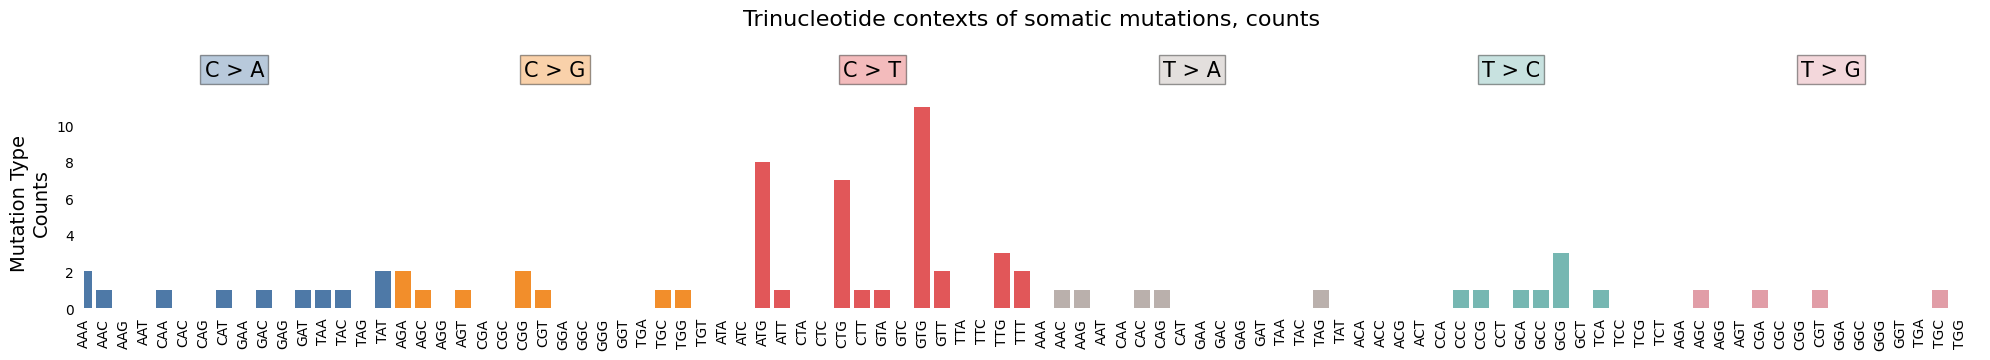 Trinucleotide contexts of somatic mutations, counts
C > A
C > G
C > T
T > A
T > C
T > G
Mutation Type
Counts
10
8
6
4
2
0
AAA AAC AAG AAT CAA CAC CAG CAT GAA GAC GAG GAT TAA TAC TAG TAT AGA AGC AGG AGT CGA CGC CGG CGT GGA GGC GGG GGT TGA TGC TGG TGT ATA ATC ATG ATT CTA CTC CTG CTT GTA GTC GTG GTT TTA TTC TTG TTT AAA AAC AAG AAT CAA CAC CAG CAT GAA GAC GAG GAT TAA TAC TAG TAT ACA ACC ACG ACT CCA CCC CCG CCT GCA GCC GCG GCT TCA TCC TCG TCT AGA AGC AGG AGT CGA CGC CGG CGT GGA GGC GGG GGT TGA TGC TGG